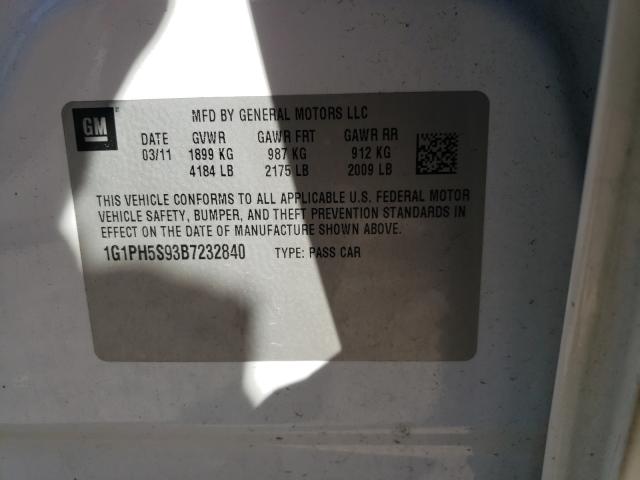 GM
MFD BY GENERAL MOTORS LLC
DATE GVWR GAWR FRT GAWR RR
03/11 1899 KG 987 KG 912 KG
4184 LB 2175 LB 2009 LB
THIS VEHICLE CONFORMS TO ALL APPLICABLE U.S. FEDERAL MOTOR
VEHICLE SAFETY, BUMPER, AND THEFT PREVENTION STANDARDS IN
EFFECT ON THE DATE OF MANUFACTURE SHOWN ABOVE.
1G1PH5S93B7232840 TYPE: PASS CAR